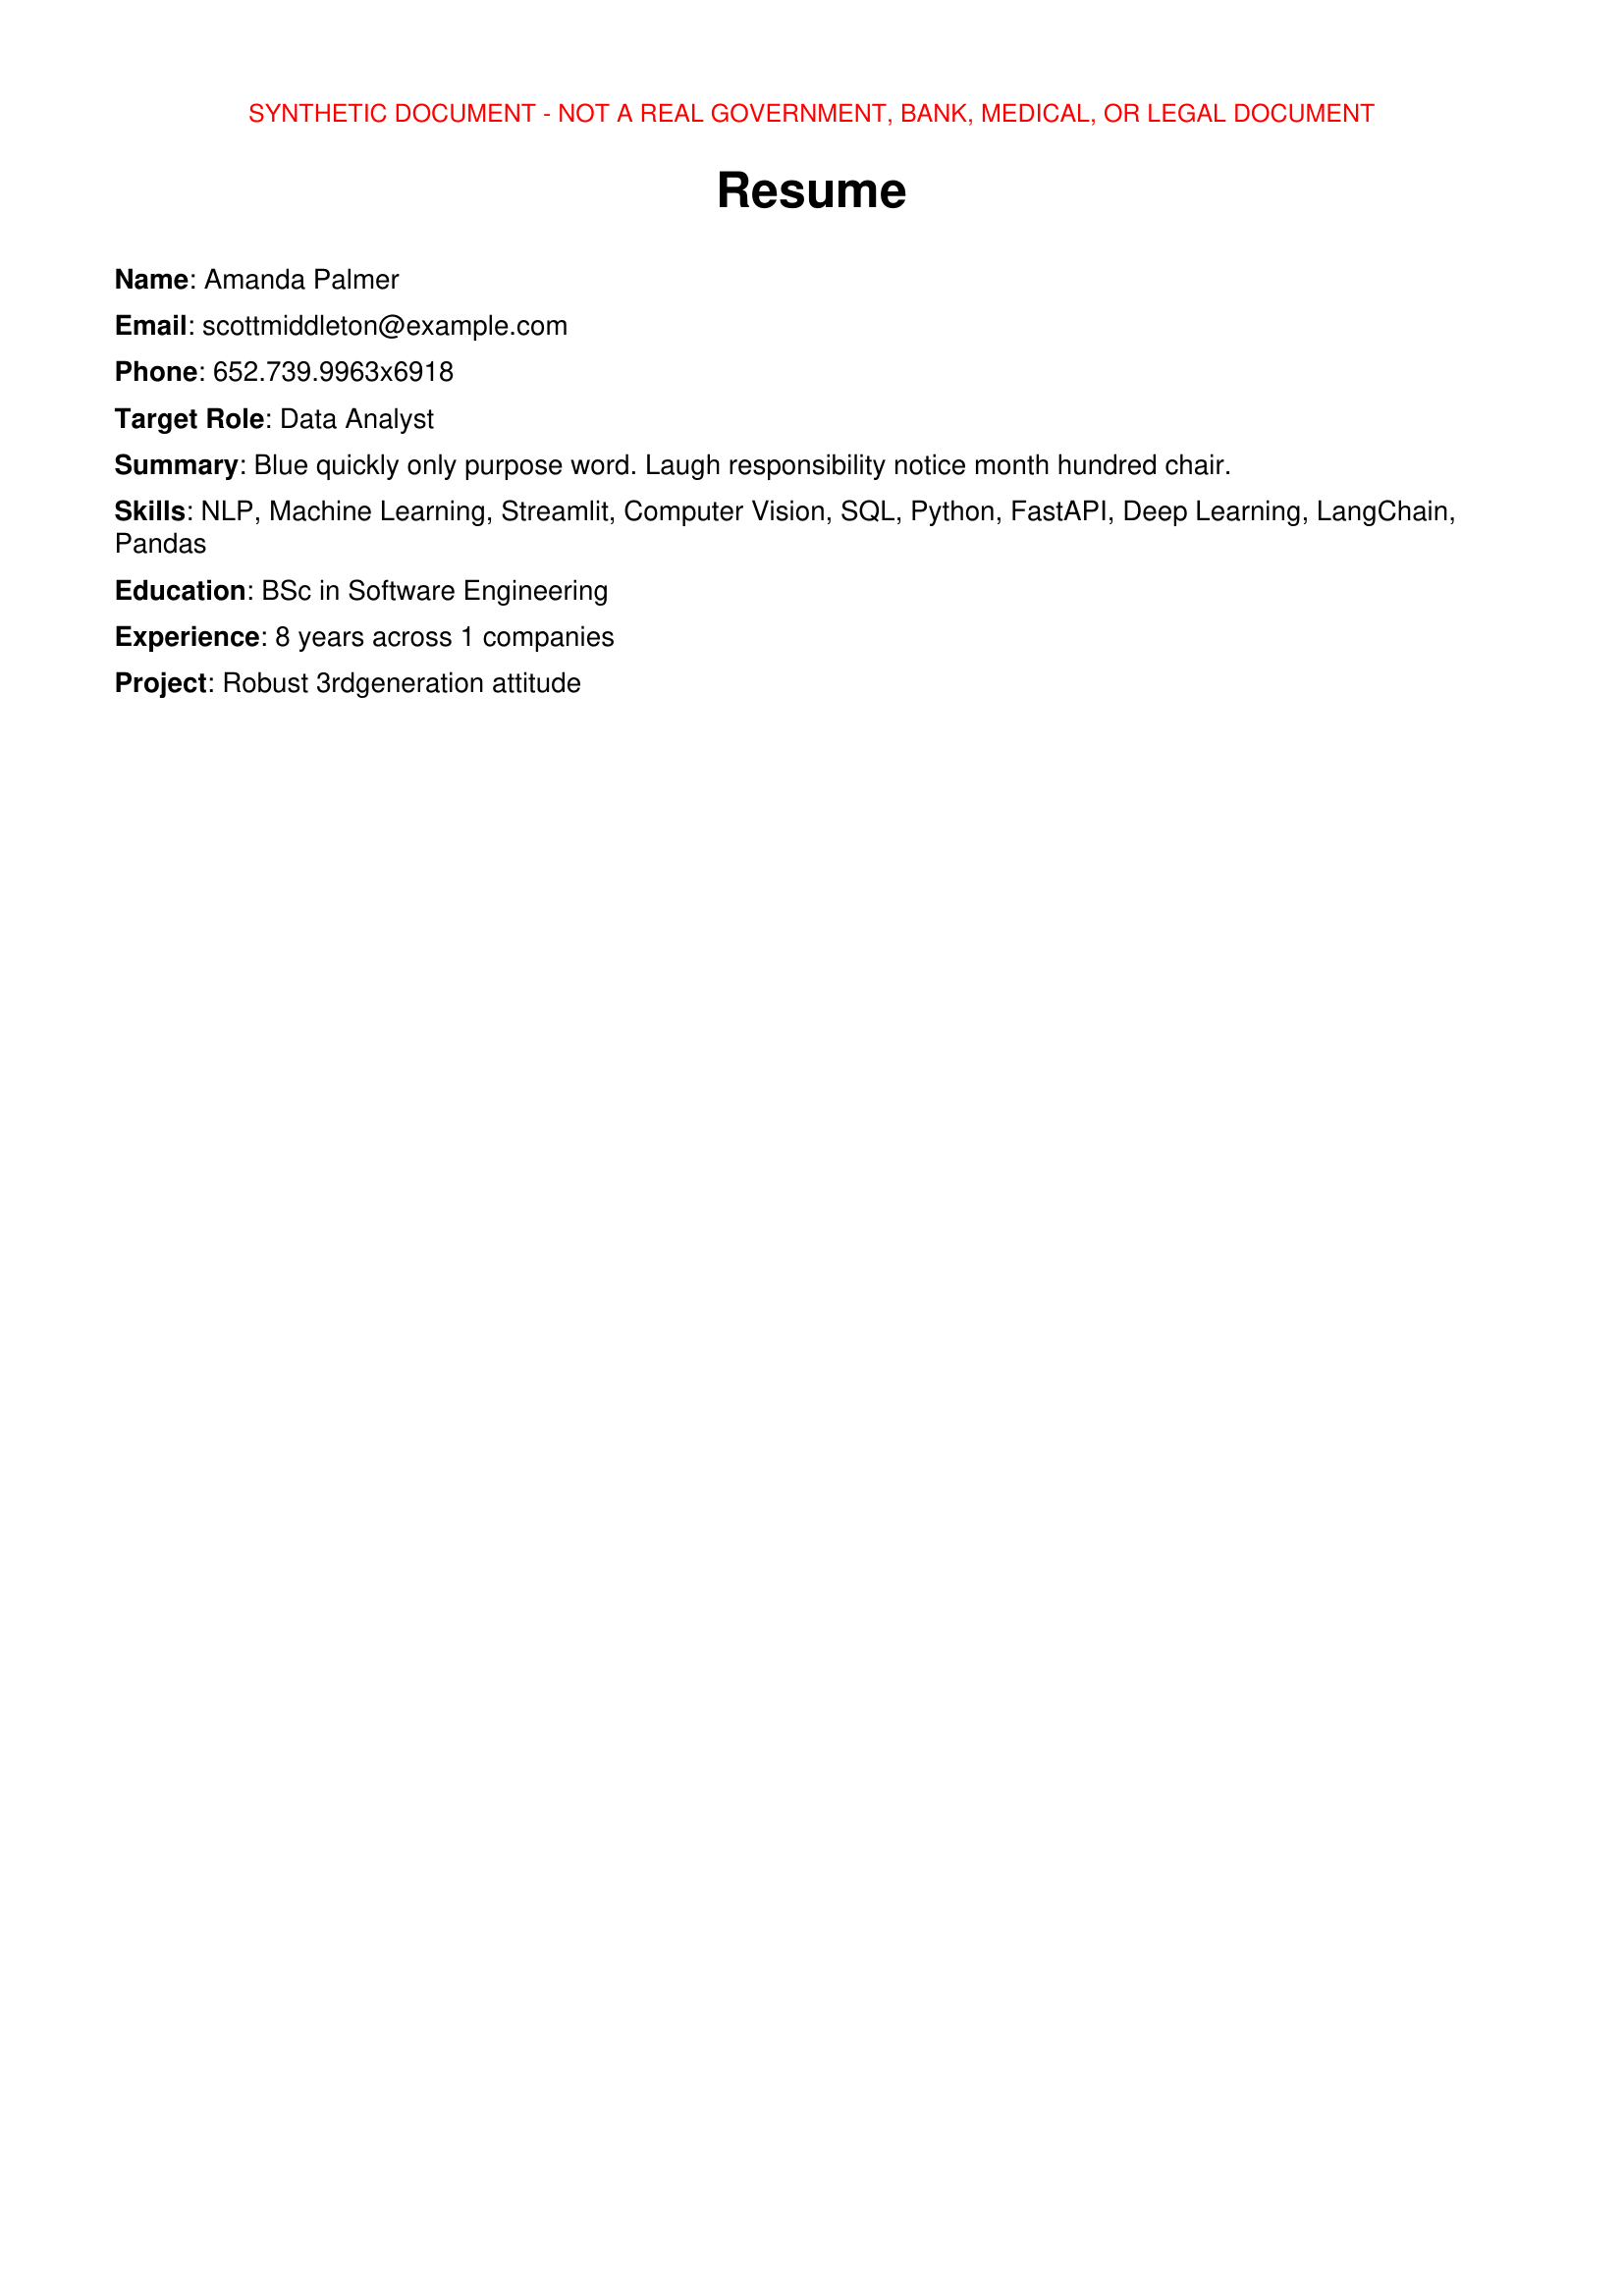 SYNTHETIC DOCUMENT - NOT A REAL GOVERNMENT, BANK, MEDICAL, OR LEGAL DOCUMENT
Resume
Name: Amanda Palmer
Email: scottmiddleton@example.com
Phone: 652.739.9963x6918
Target Role: Data Analyst
Summary: Blue quickly only purpose word. Laugh responsibility notice month hundred chair.
Skills: NLP, Machine Learning, Streamlit, Computer Vision, SQL, Python, FastAPI, Deep Learning, LangChain,
Pandas
Education: BSc in Software Engineering
Experience: 8 years across 1 companies
Project: Robust 3rdgeneration attitude